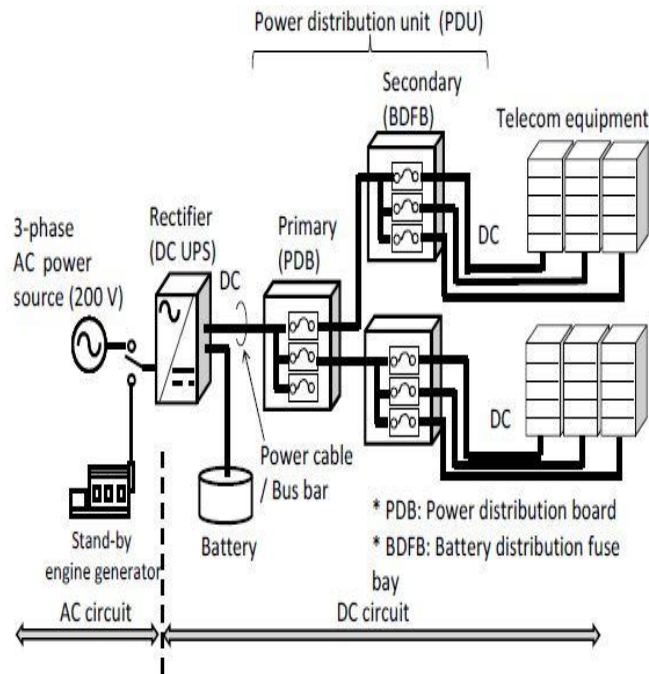 Power distribution unit (PDU)
Secondary
(BDFB)
Telecom equipment
3-phase
AC power
source (200 V)
Rectifier
(DC UPS)
Primary
(PDB)
DC
DC
DC
Power cable
/ Bus bar
Battery
Stand-by
engine generator
* PDB: Power distribution board
* BDFB: Battery distribution fuse
bay
AC circuit
DC circuit